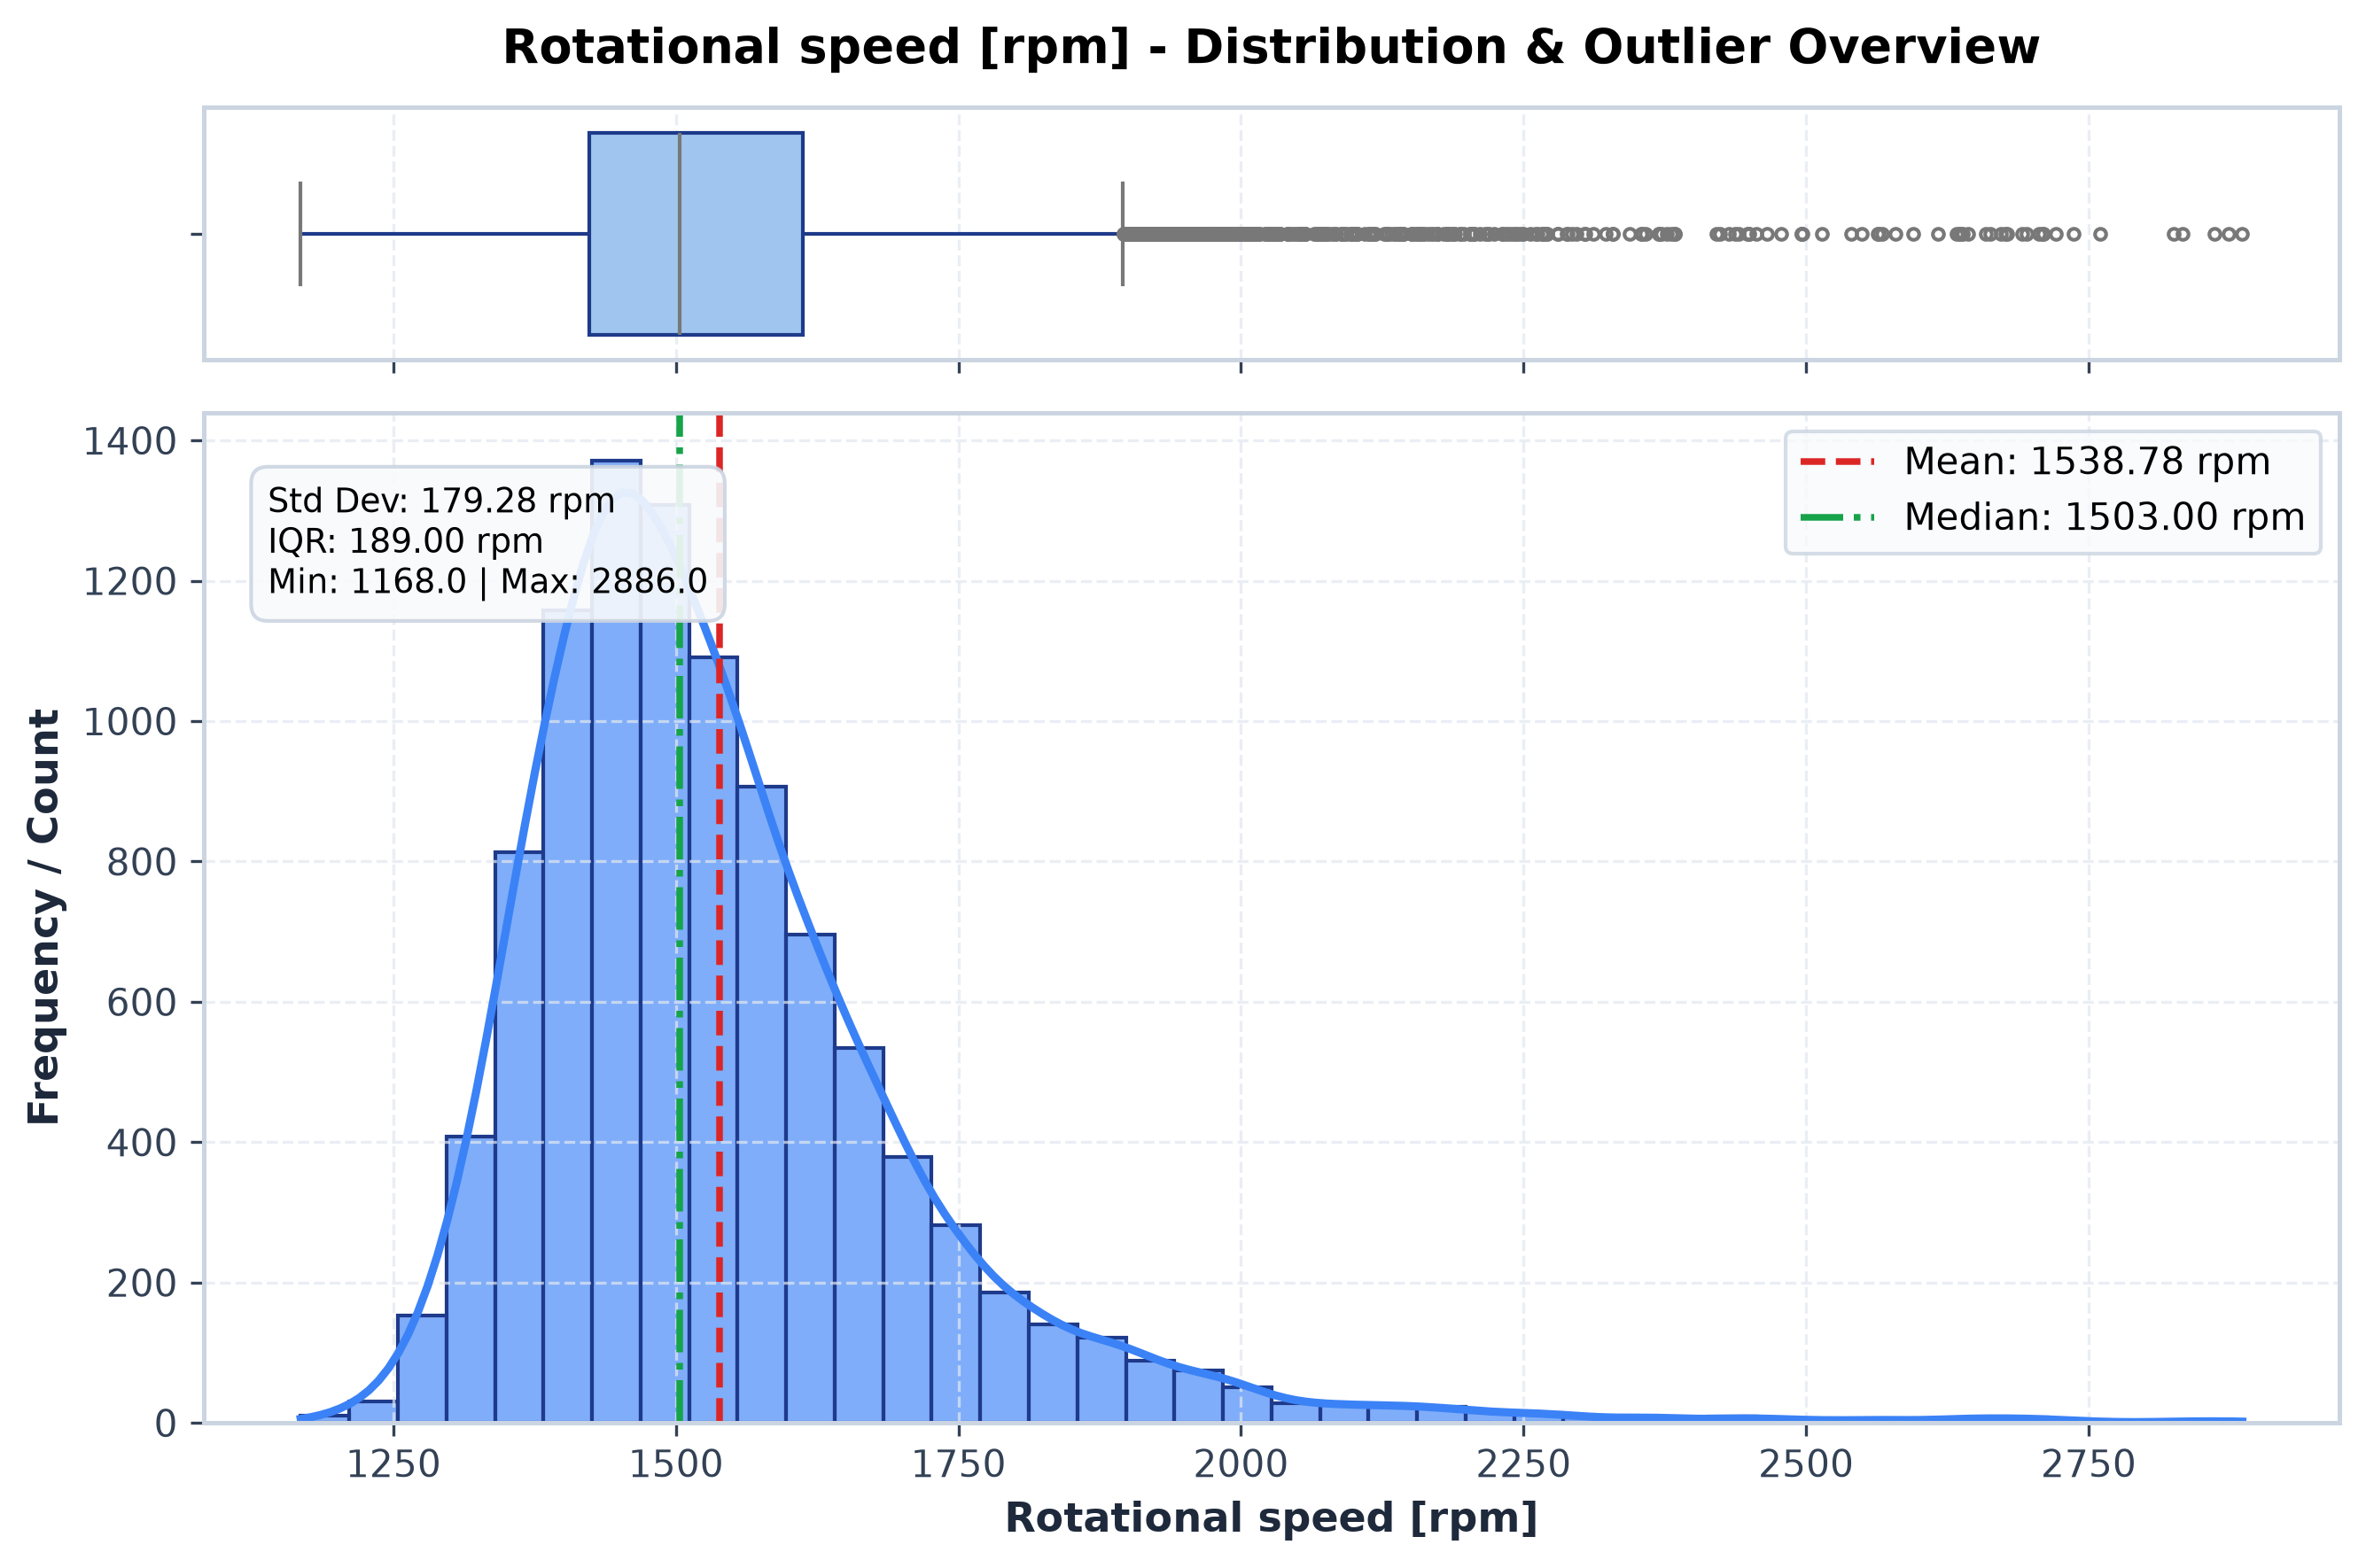 Rotational speed [rpm] - Distribution & Outlier Overview
1400
1200
1000
800
600
400
200
0
Frequency / Count
Std Dev: 179.28 rpm
IQR: 189.00 rpm
Min: 1168.0 | Max: 2886.0
Mean: 1538.78 rpm
Median: 1503.00 rpm
1250 1500 1750 2000 2250 2500 2750
Rotational speed [rpm]